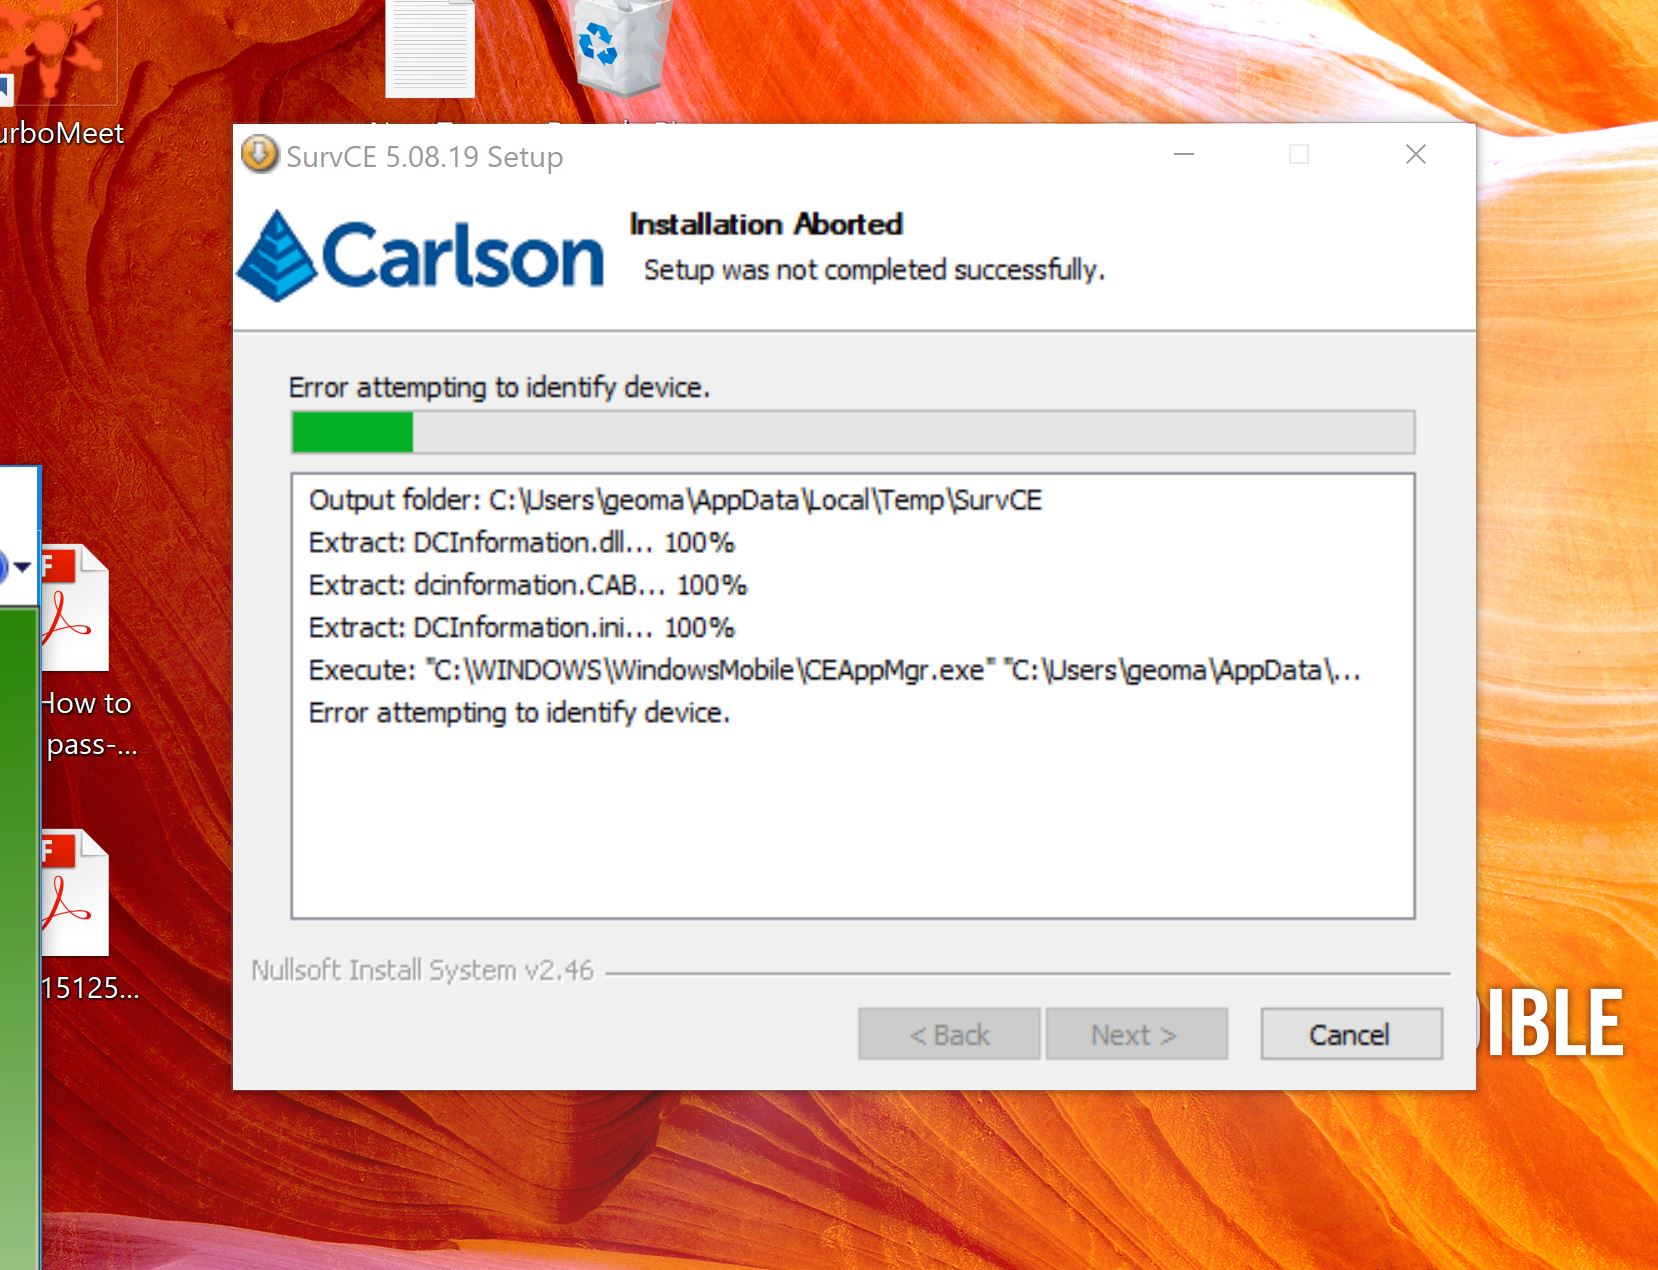 urboMeet
SurvCE 5.08.19 Setup
Carlson
Installation Aborted
Setup was not completed successfully.
Error attempting to identify device.
Output folder: C:\Users\geoma\AppData\Local\Temp\SurvCE
Extract: DCInformation.dll... 100%
Extract: dcinformation.CAB... 100%
Extract: DCInformation.ini... 100%
Execute: "C:\WINDOWS\WindowsMobile\CEAppMgr.exe" "C:\Users\geoma\AppData\...
Error attempting to identify device.
How to
pass-...
15125...
Nullsoft Install System v2.46
< Back
Next >
Cancel
IBLE